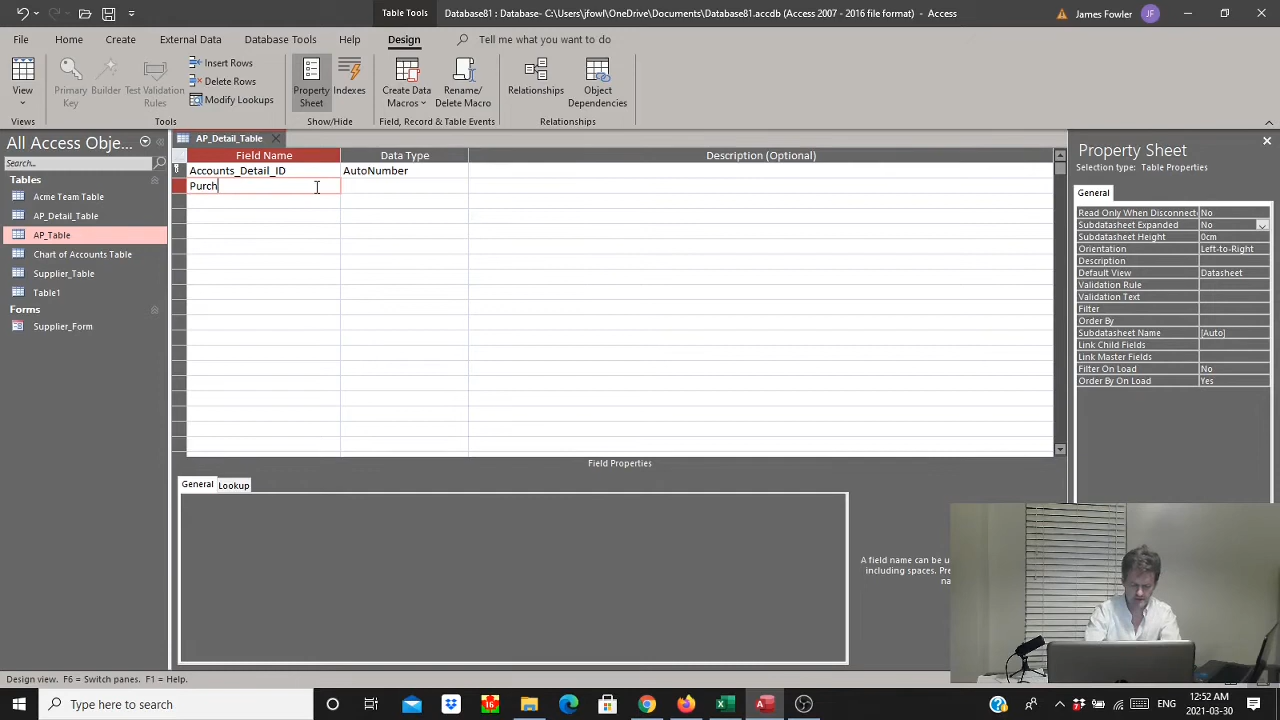 Table Tools
Database81 : Database- C:\Users\jfowl\OneDrive\Documents\Database81.accdb (Access 2007 - 2016 file format) - Access
James Fowler
JF
File
Home
Create
External Data
Database Tools
Help
Design
Tell me what you want to do
View
Primary Key
Builder
Test Validation Rules
Insert Rows
Delete Rows
Modify Lookups
Property Sheet
Indexes
Create Data Macros
Rename/ Delete Macro
Relationships
Object Dependencies
Views
Tools
Show/Hide
Field, Record & Table Events
Relationships
All Access Obje...
Search...
Tables
Acme Team Table
AP_Detail_Table
AP_Table
Chart of Accounts Table
Supplier_Table
Table1
Forms
Supplier_Form
AP_Detail_Table
Field Name Data Type Description (Optional)
Accounts_Detail_ID AutoNumber
Purch
Field Properties
General Lookup
A field name can be u
including spaces. Pre
na
Property Sheet
Selection type: Table Properties
General
Read Only When Disconnect No
Subdatasheet Expanded No
Subdatasheet Height 0cm
Orientation Left-to-Right
Description
Default View Datasheet
Validation Rule
Validation Text
Filter
Order By
Subdatasheet Name [Auto]
Link Child Fields
Link Master Fields
Filter On Load No
Order By On Load Yes
Design view. F6 = Switch panes. F1 = Help.
Type here to search
16
12:52 AM
2021-03-30